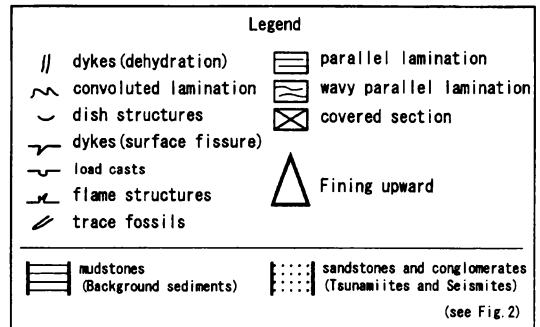 Legend
dykes(dehydration)
convoluted lamination
dish structures
dykes(surface fissure)
load casts
flame structures
trace fossils
parallel lamination
wavy parallel lamination
covered section
Fining upward
mudstones
(Background sediments)
sandstones and conglomerates
(Tsunamiites and Seismites)
(see Fig.2)